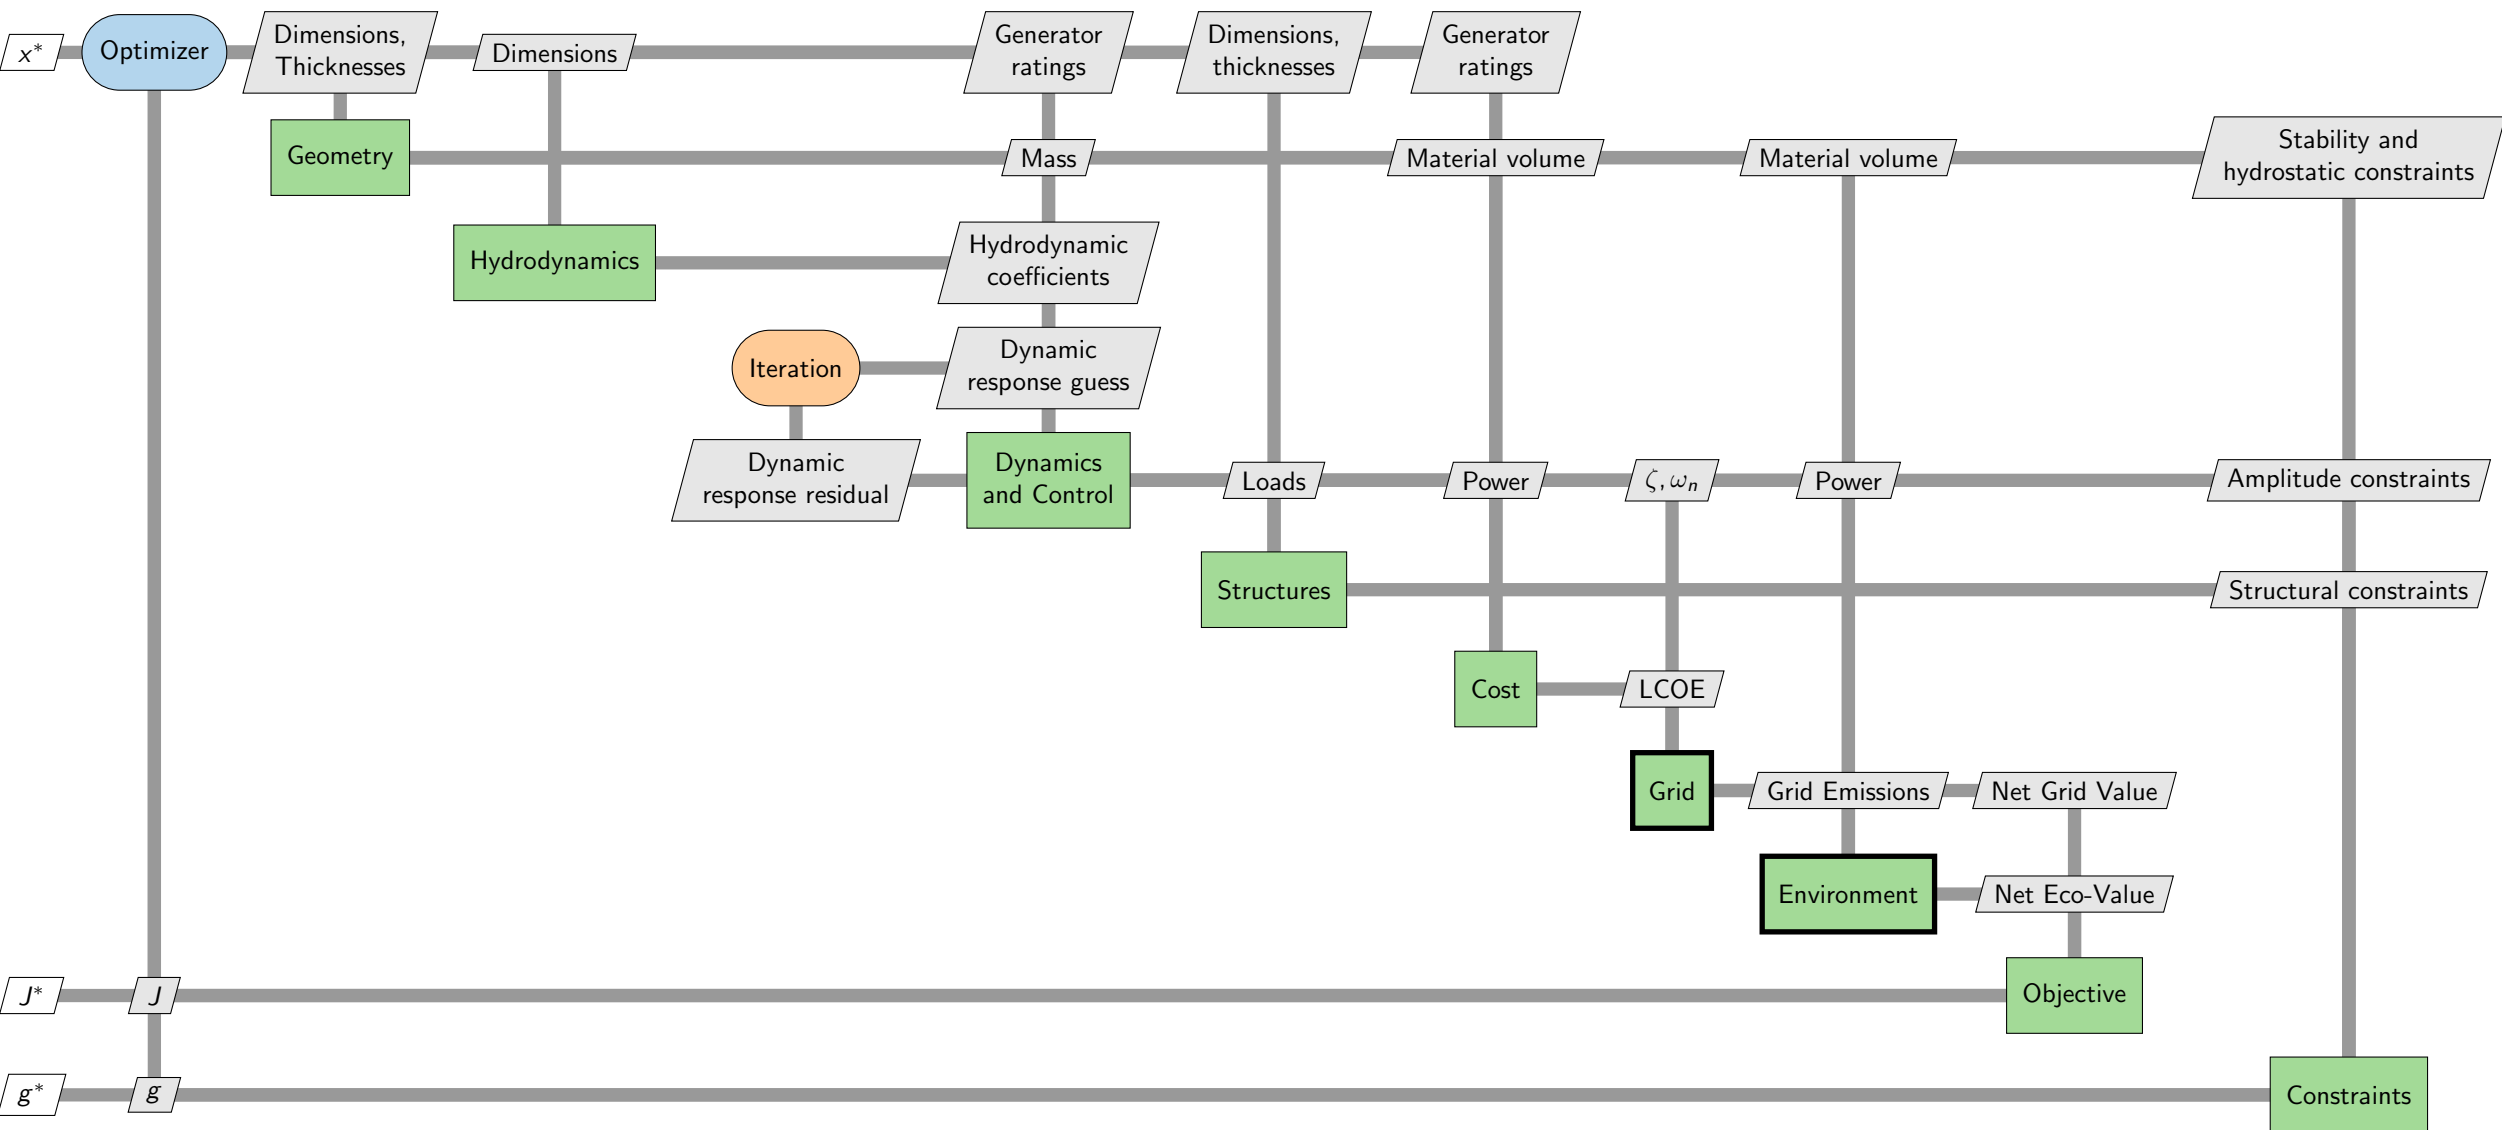 x*
Optimizer
Dimensions,
Thicknesses
Dimensions
Generator
ratings
Dimensions,
thicknesses
Generator
ratings
Geometry
Mass
Material volume
Material volume
Stability and
hydrostatic constraints
Hydrodynamics
Hydrodynamic
coefficients
Iteration
Dynamic
response guess
Dynamic
response residual
Dynamics
and Control
Loads
Power
ζ, ωₙ
Power
Amplitude constraints
Structures
Structural constraints
Cost
LCOE
Grid
Grid Emissions
Net Grid Value
Environment
Net Eco-Value
J*
J
Objective
g*
g
Constraints